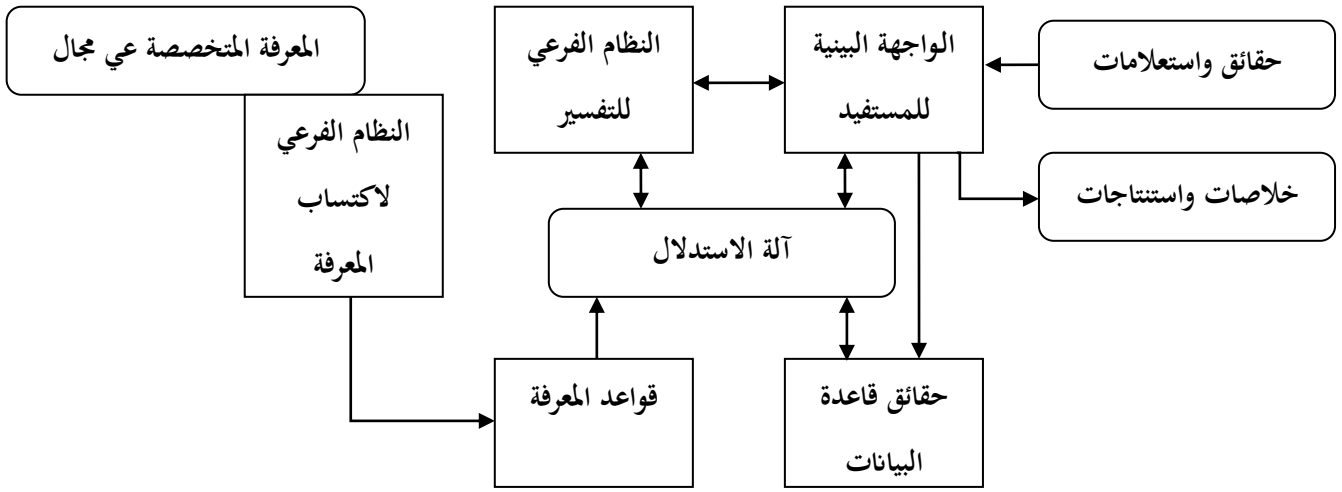 حقائق واستعلامات
الواجهة البينية
للمستفيد
النظام الفرعي
للتفسير
المعرفة المتخصصة عي مجال
النظام الفرعي
لاكتساب
المعرفة
خلاصات واستنتاجات
آلة الاستدلال
حقائق قاعدة
البيانات
قواعد المعرفة